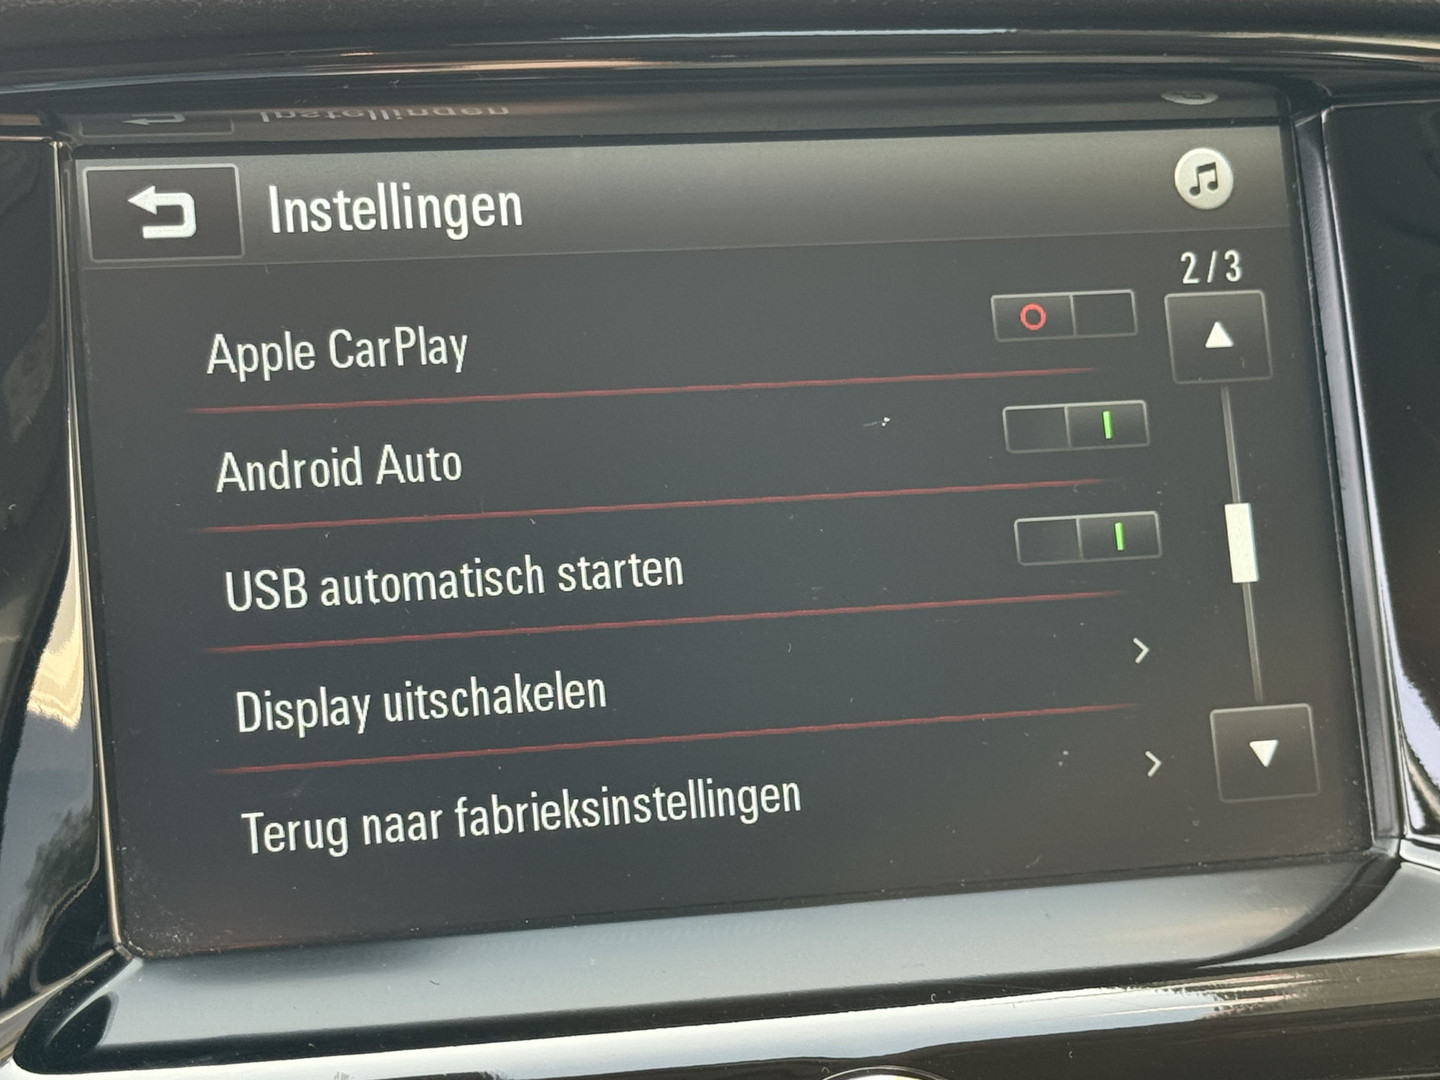 Instellingen
2/3
Apple CarPlay
Android Auto
USB automatisch starten
Display uitschakelen
Terug naar fabrieksinstellingen